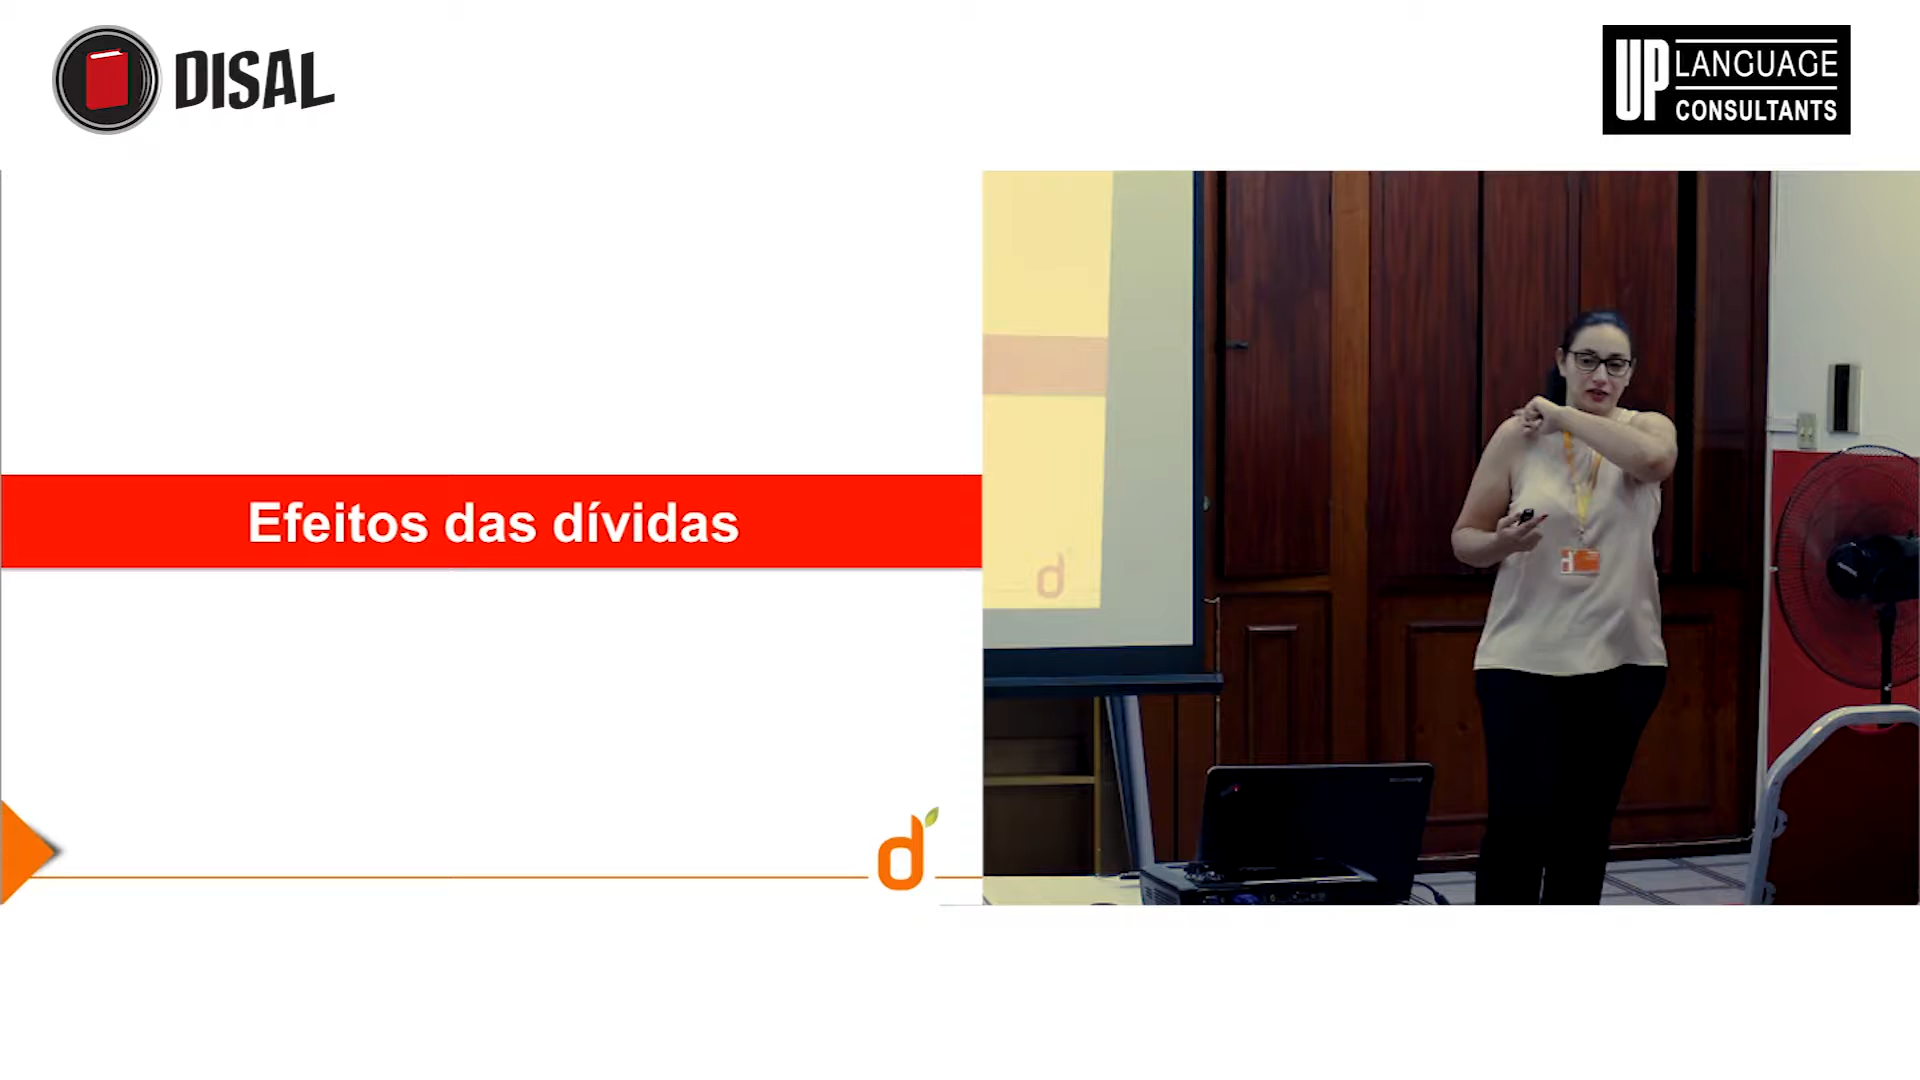 DISAL
UP LANGUAGE
CONSULTANTS
Efeitos das dívidas
d